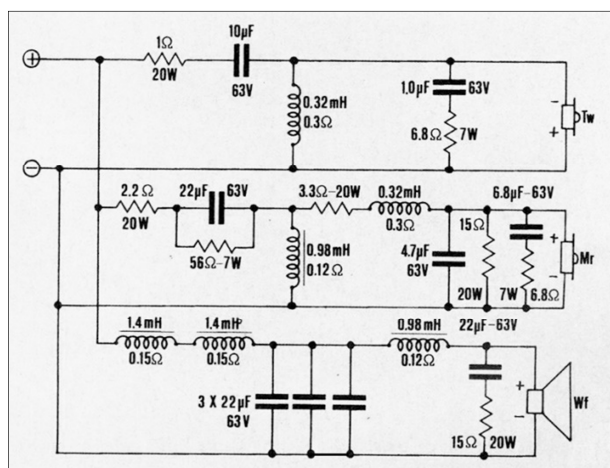 1Ω
20W
10μF
63V
0.32mH
0.3Ω
1,0μF 63V
6.8Ω 7W
Tw
2.2Ω
20W
22μF 63V
56Ω-7W
0.98mH
0.12Ω
3.3Ω-20W
0.32mH
0.3Ω
4.7μF
63V
15Ω
20W
6.8μF-63V
7W 6.8Ω
Mr
1.4mH
0.15Ω
1.4mH
0.15Ω
3 X 22μF
63V
0.98mH
0.12Ω
22μF-63V
15Ω 20W
Wf